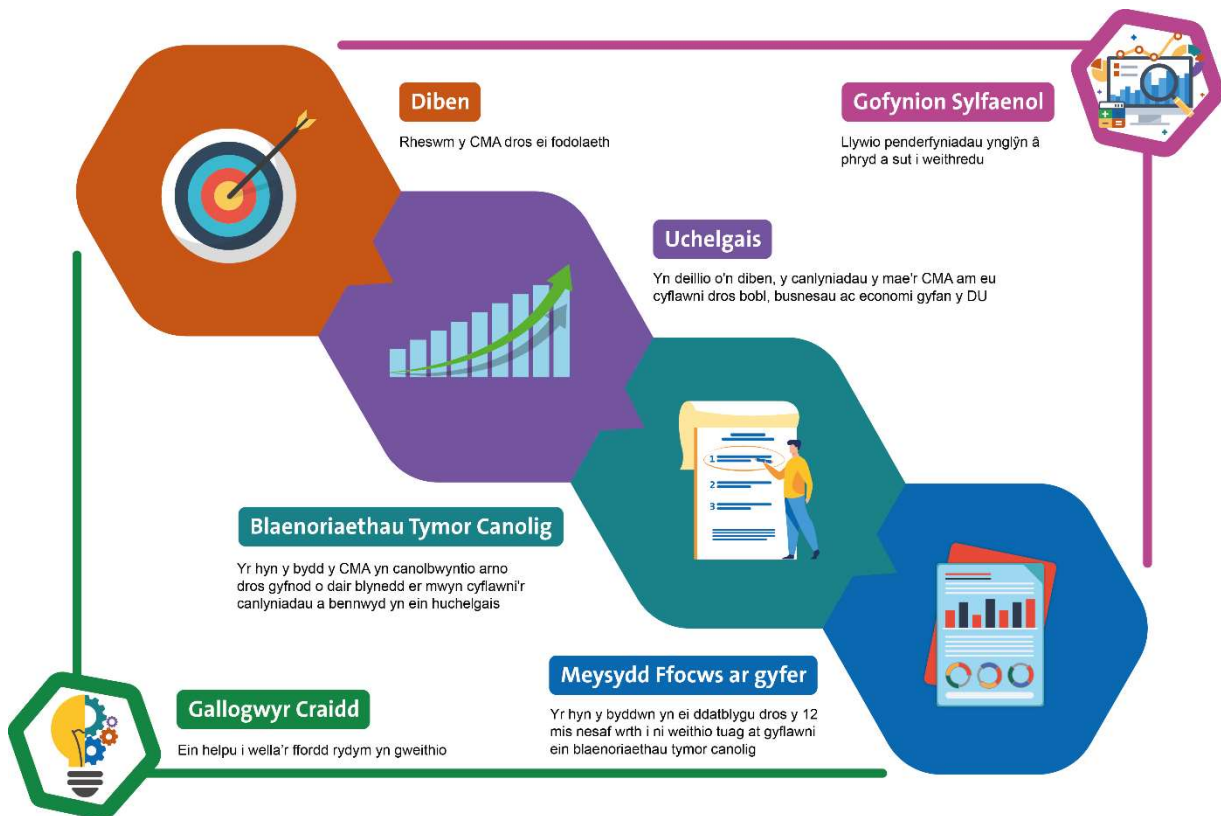 Diben
Rheswm y CMA dros ei fodolaeth
Gofynion Sylfaenol
Llywio penderfyniadau ynglŷn â
phryd a sut i weithredu
Uchelgais
Yn deillio o'n diben, y canlyniadau y mae'r CMA am eu
cyflawni dros bobl, busnesau ac economi gyfan y DU
1
2
3
Blaenoriaethau Tymor Canolig
Yr hyn y bydd y CMA yn canolbwyntio arno
dros gyfnod o dair blynedd er mwyn cyflawni'r
canlyniadau a bennwyd yn ein huchelgais
Meysydd Ffocws ar gyfer
Yr hyn y byddwn yn ei ddatblygu dros y 12
mis nesaf wrth i ni weithio tuag at gyflawni
ein blaenoriaethau tymor canolig
Gallogwyr Craidd
Ein helpu i wella'r ffordd rydym yn gweithio